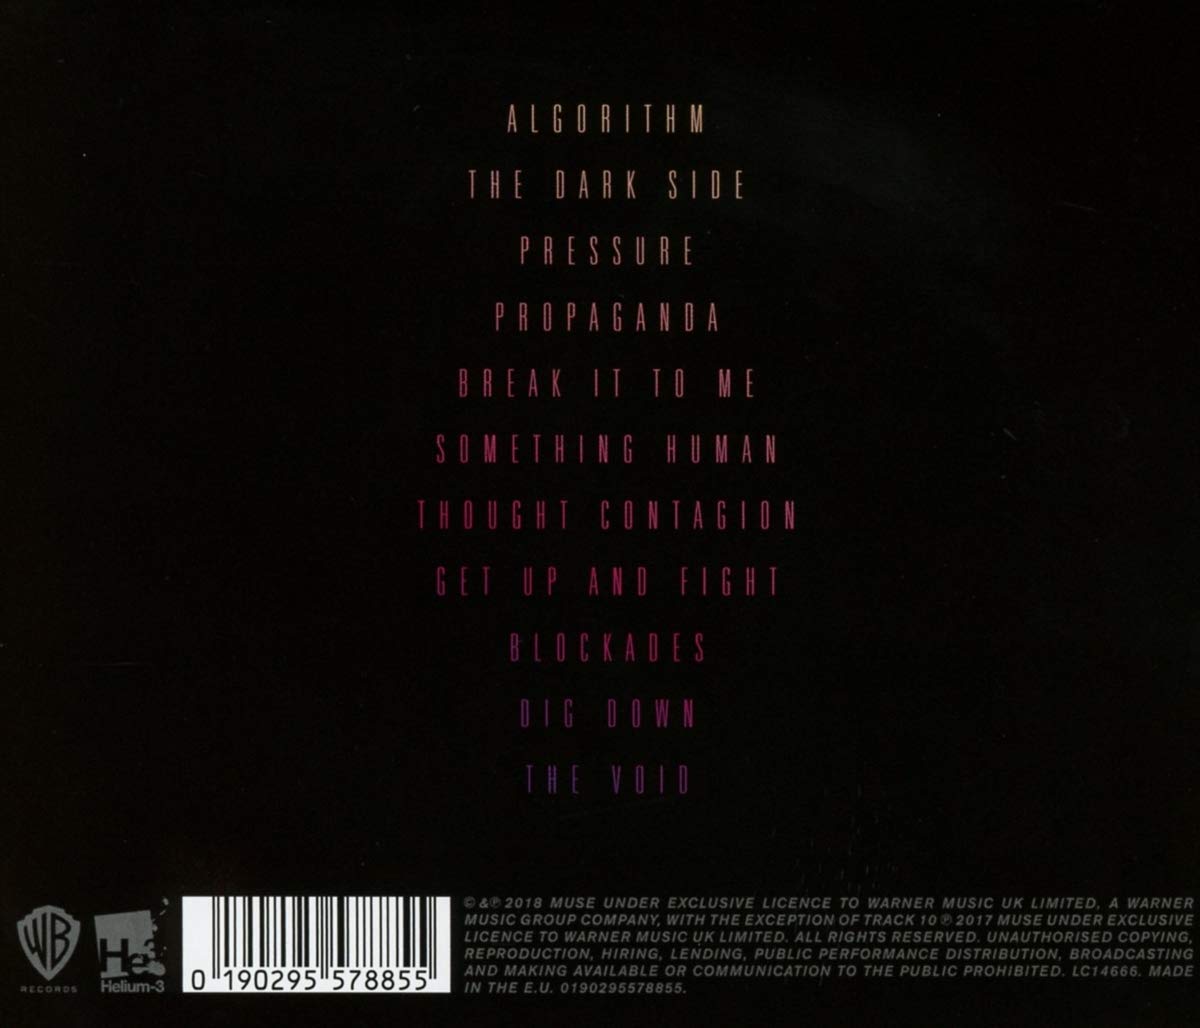 ALGORITHM
THE DARK SIDE
PRESSURE
PROPAGANDA
BREAK IT TO ME
SOMETHING HUMAN
THOUGHT CONTAGION
GET UP AND FIGHT
BLOCKADES
DIG DOWN
THE VOID
WB
RECORDS
He3
Helium-3
0 190295 578855
©&℗ 2018 MUSE UNDER EXCLUSIVE LICENCE TO WARNER MUSIC UK LIMITED, A WARNER
MUSIC GROUP COMPANY, WITH THE EXCEPTION OF TRACK 10 ℗ 2017 MUSE UNDER EXCLUSIVE
LICENCE TO WARNER MUSIC UK LIMITED. ALL RIGHTS RESERVED. UNAUTHORISED COPYING,
REPRODUCTION, HIRING, LENDING, PUBLIC PERFORMANCE DISTRIBUTION, BROADCASTING
AND MAKING AVAILABLE OR COMMUNICATION TO THE PUBLIC PROHIBITED. LC14666. MADE
IN THE E.U. 0190295578855.